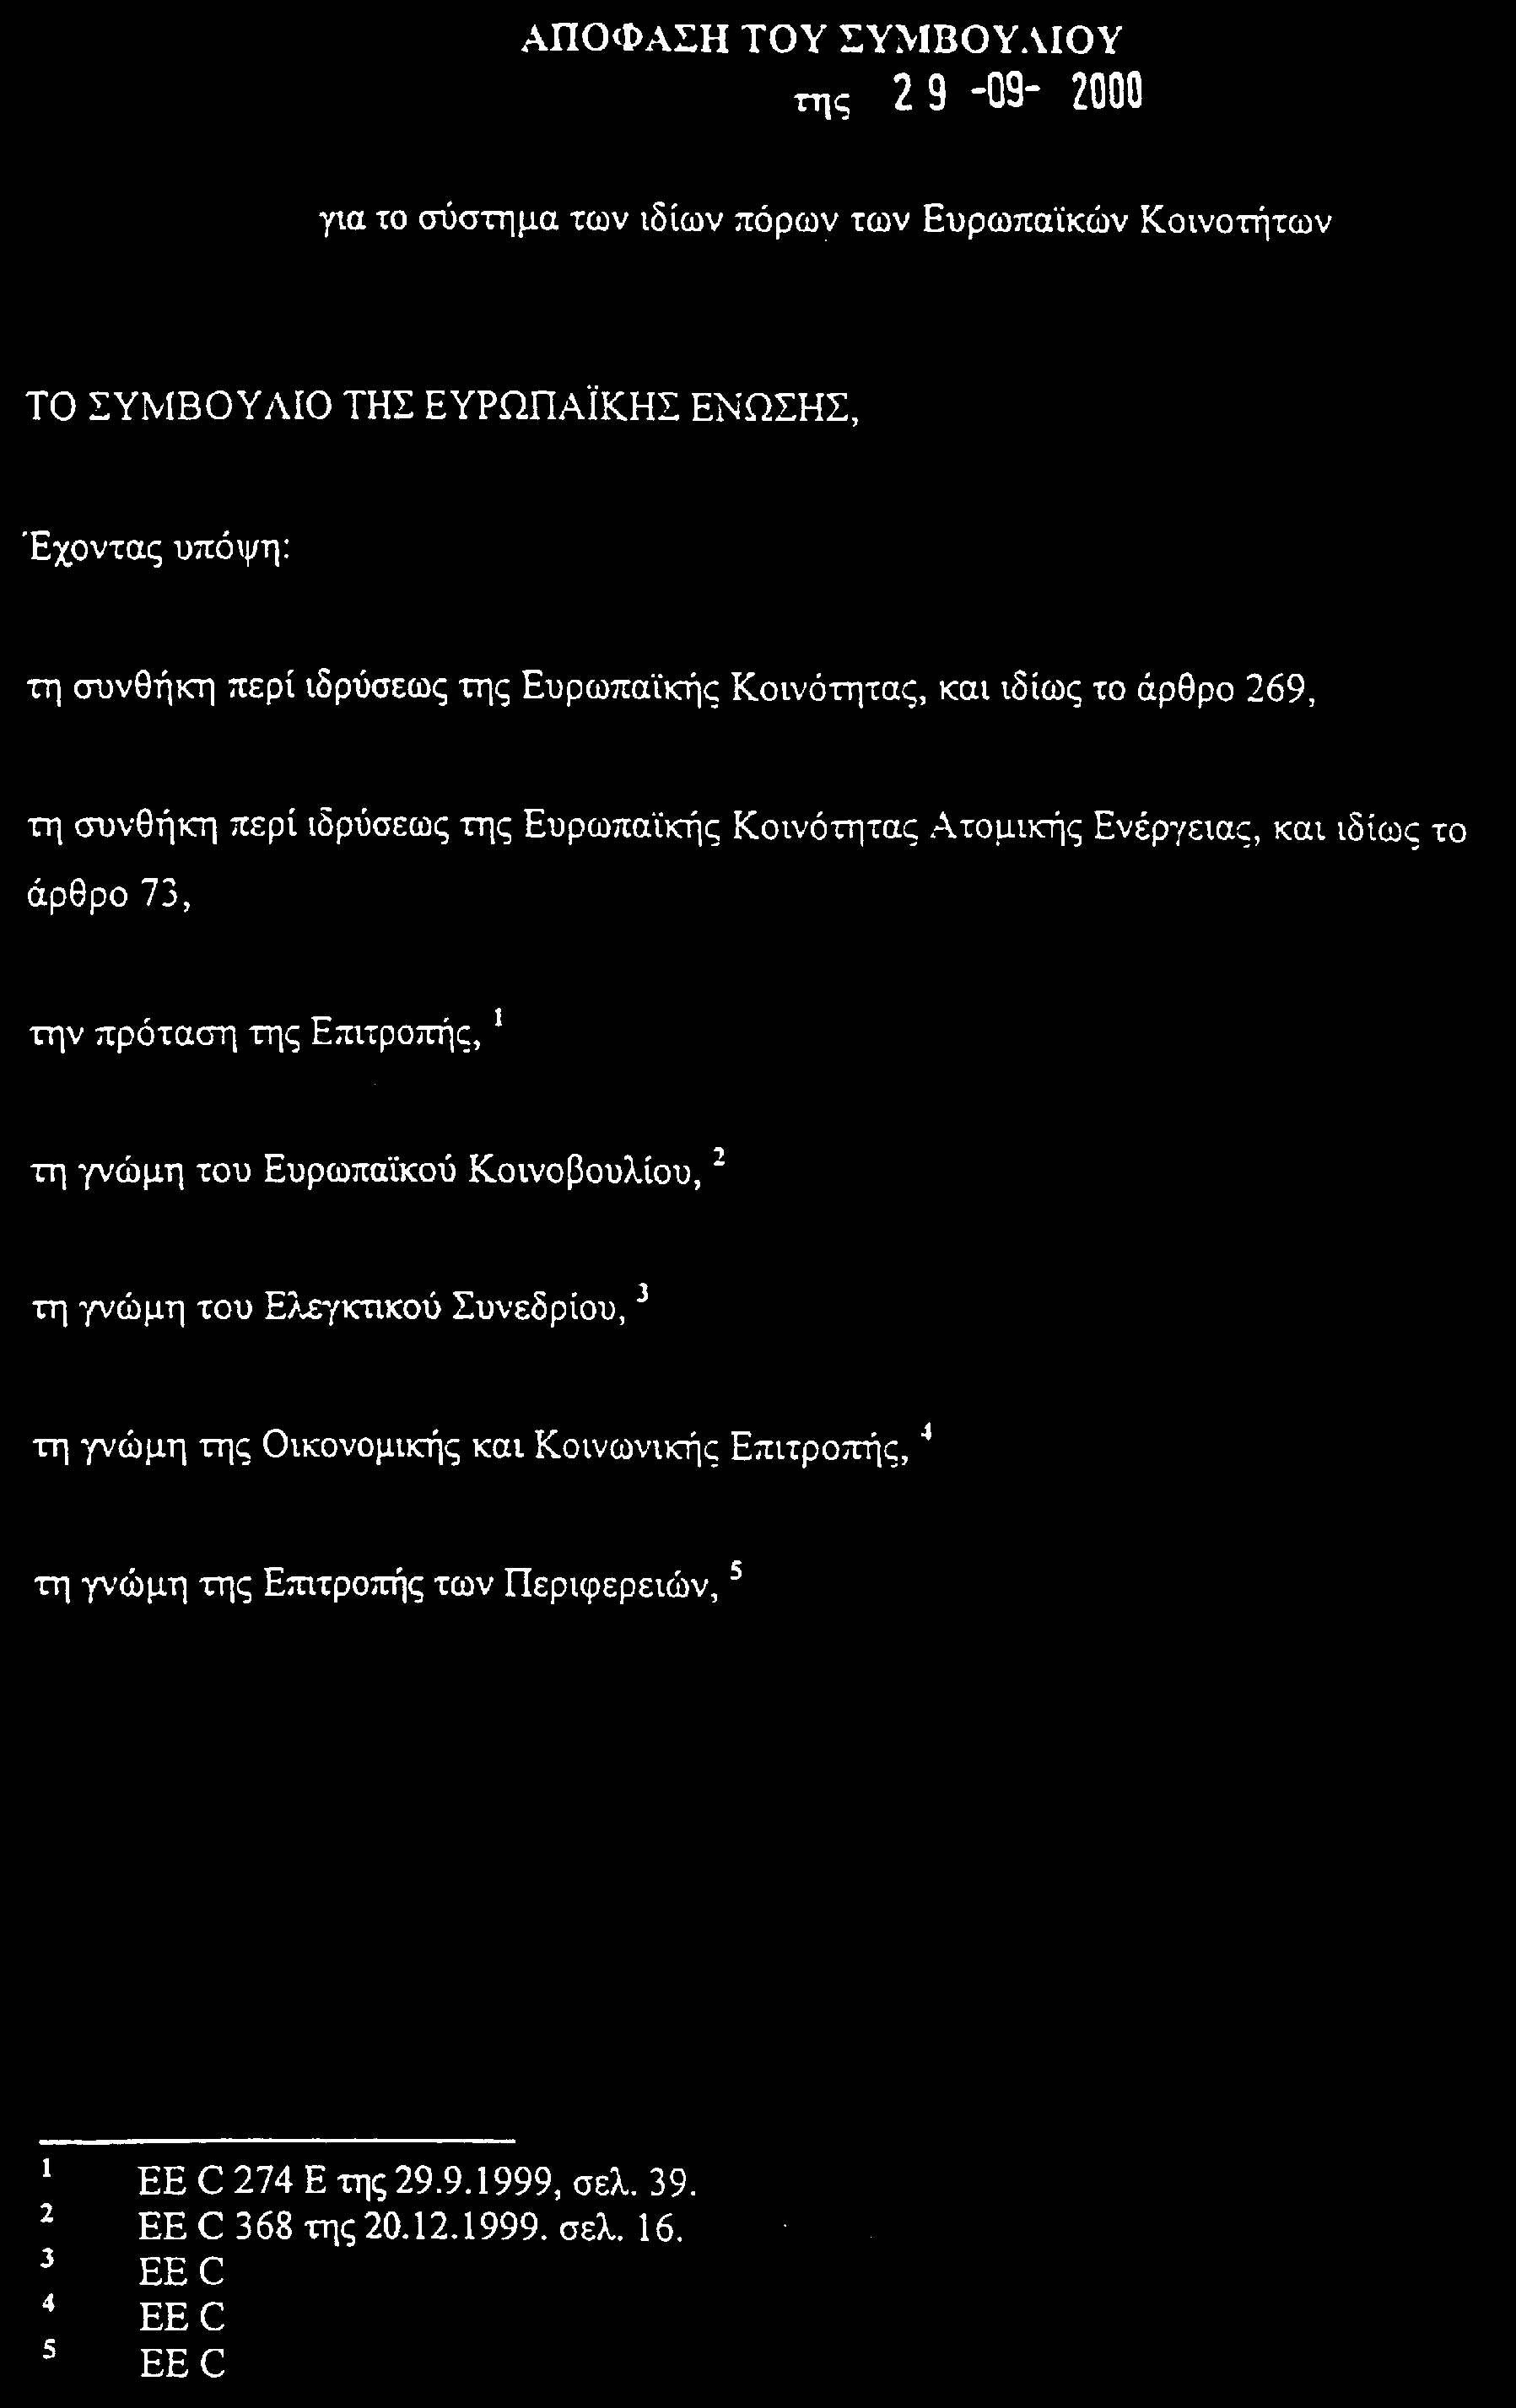 ΑΠΟΦΑΣΗ ΤΟΥ ΣΥΜΒΟΥΛΙΟΥ
της 29 -09- 2000
για το σύστημα των ιδίων πόρων των Ευρωπαϊκών Κοινοτήτων
ΤΟ ΣΥΜΒΟΥΛΙΟ ΤΗΣ ΕΥΡΩΠΑΪΚΗΣ ΕΝΩΣΗΣ,
Έχοντας υπόψη:
τη συνθήκη περί ιδρύσεως της Ευρωπαϊκής Κοινότητας, και ιδίως το άρθρο 269,
τη συνθήκη περί ιδρύσεως της Ευρωπαϊκής Κοινότητας Ατομικής Ενέργειας, και ιδίως το
άρθρο 73,
την πρόταση της Επιτροπής, 1
τη γνώμη του Ευρωπαϊκού Κοινοβουλίου, 2
τη γνώμη του Ελεγκτικού Συνεδρίου, 3
τη γνώμη της Οικονομικής και Κοινωνικής Επιτροπής, 4
τη γνώμη της Επιτροπής των Περιφερειών, 5
1 ΕΕ C 274 Ε της 29.9.1999, σελ. 39.
2 ΕΕ C 368 της 20.12.1999. σελ. 16.
3 ΕΕ C
4 ΕΕ C
5 ΕΕ C